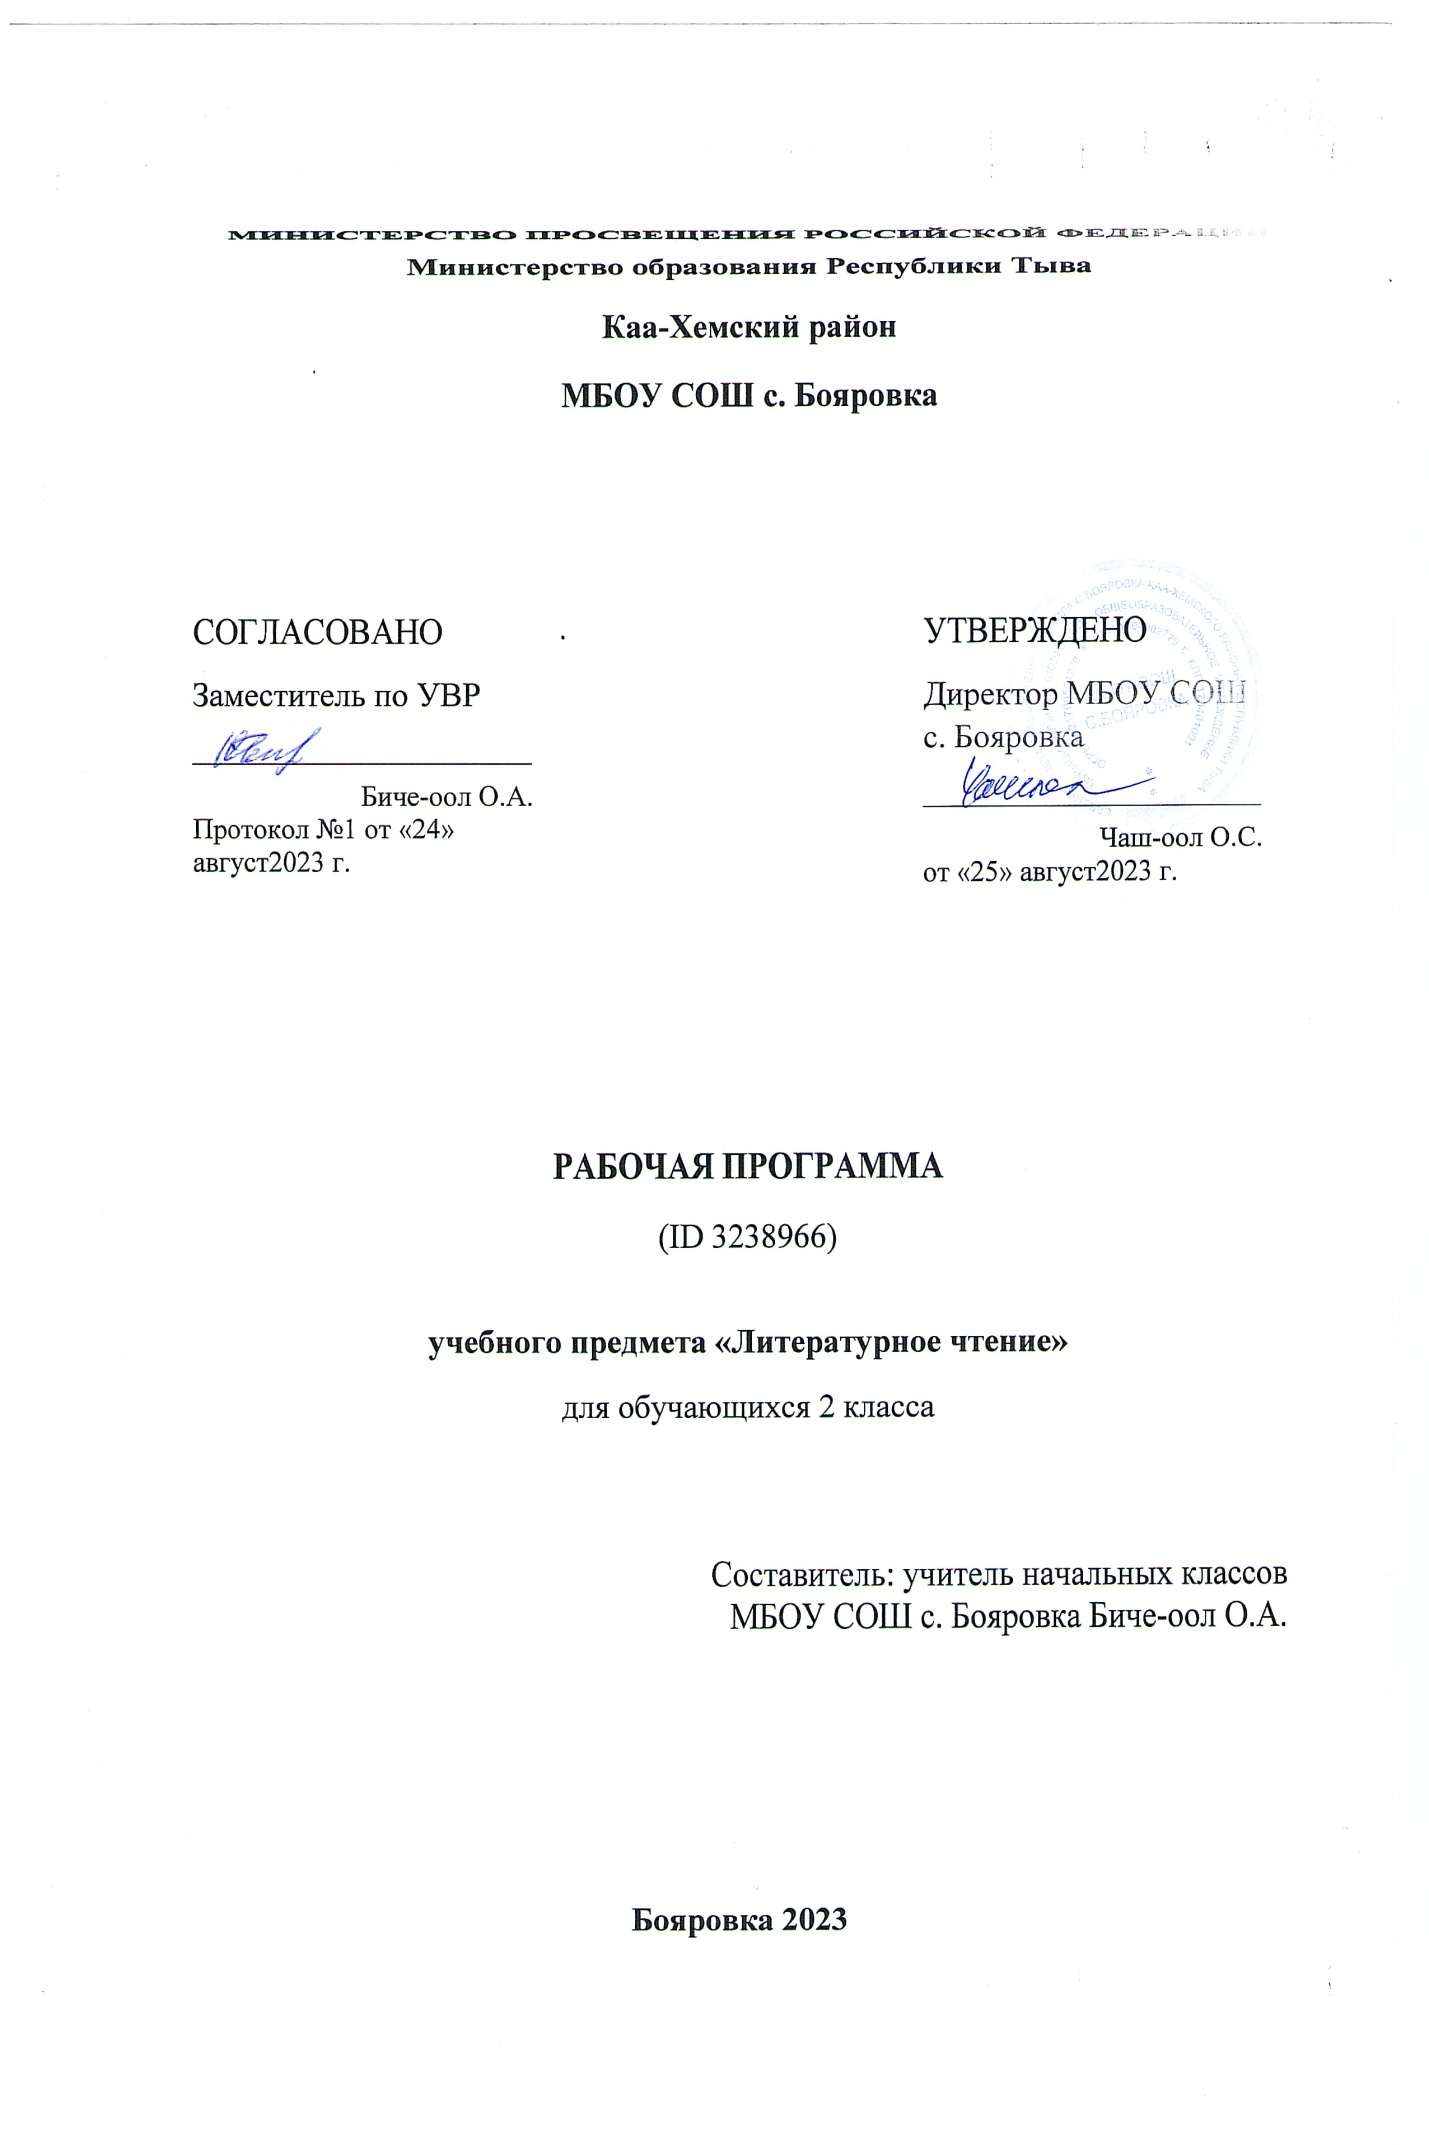 МИНИСТЕРСТВО ПРОСВЕЩЕНИЯ РОССИЙСКОЙ ФЕДЕРАЦИИ
Министерство образования Республики Тыва
Каа-Хемский район
МБОУ СОШ с. Бояровка
СОГЛАСОВАНО
Заместитель по УВР
Биче-оол О.А.
Протокол №1 от «24»
август2023 г.
УТВЕРЖДЕНО
Директор МБОУ СОШ
с. Бояровка
Чаш-оол О.С.
от «25» август2023 г.
С.БОЯРОВКА
РАБОЧАЯ ПРОГРАММА
(ID 3238966)
учебного предмета «Литературное чтение»
для обучающихся 2 класса
Составитель: учитель начальных классов
МБОУ СОШ с. Бояровка Биче-оол О.А.
Бояровка 2023